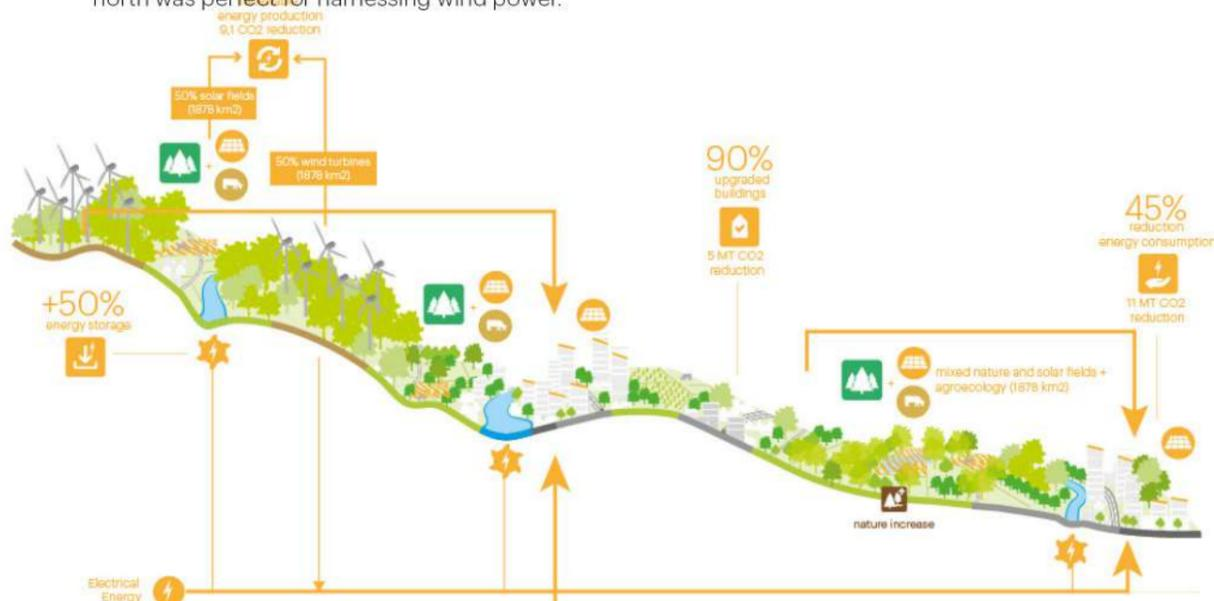 north was perfect for harnessing wind power.
energy production
9,1 CO2 reduction
50% solar fields
(1878 km2)
50% wind turbines
(1878 km2)
90%
upgraded
buildings
5 MT CO2
reduction
45%
reduction
energy consumption
11 MT CO2
reduction
+50%
energy storage
mixed nature and solar fields +
agroecology (1878 km2)
nature increase
Electrical
Energy